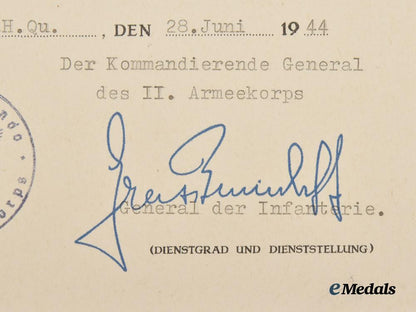 H.Qu. , DEN 28.Juni 1944
Der Kommandierende General
des II. Armeekorps
General der Infanterie.
(DIENSTGRAD UND DIENSTSTELLUNG)
eMedals